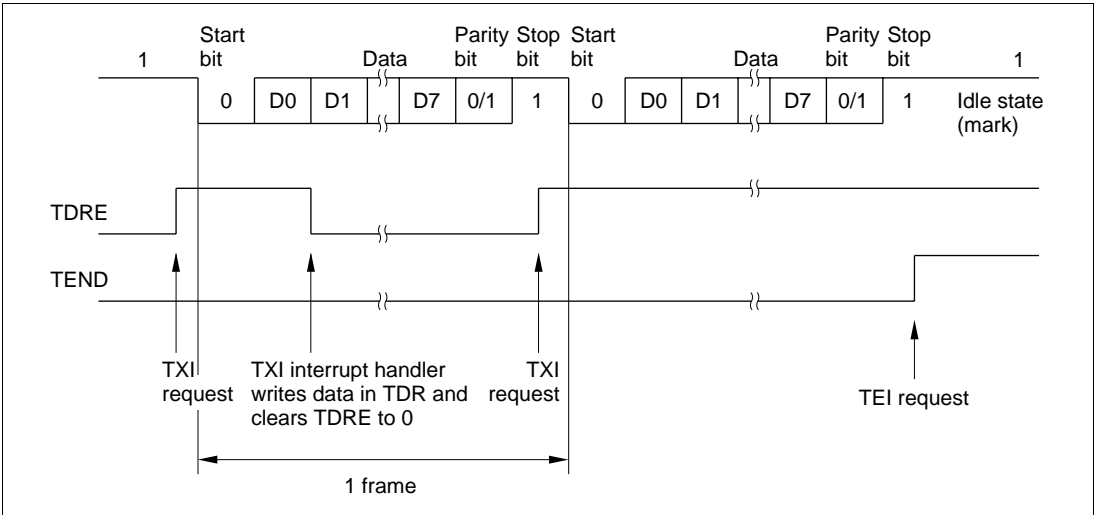 Start Parity Stop Start Parity Stop
1 bit Data bit bit bit Data bit bit 1
0 D0 D1 D7 0/1 1 0 D0 D1 D7 0/1 1 Idle state
(mark)
TDRE
TEND
TXI TXI interrupt handler TXI
request writes data in TDR and request
clears TDRE to 0
TEI request
1 frame